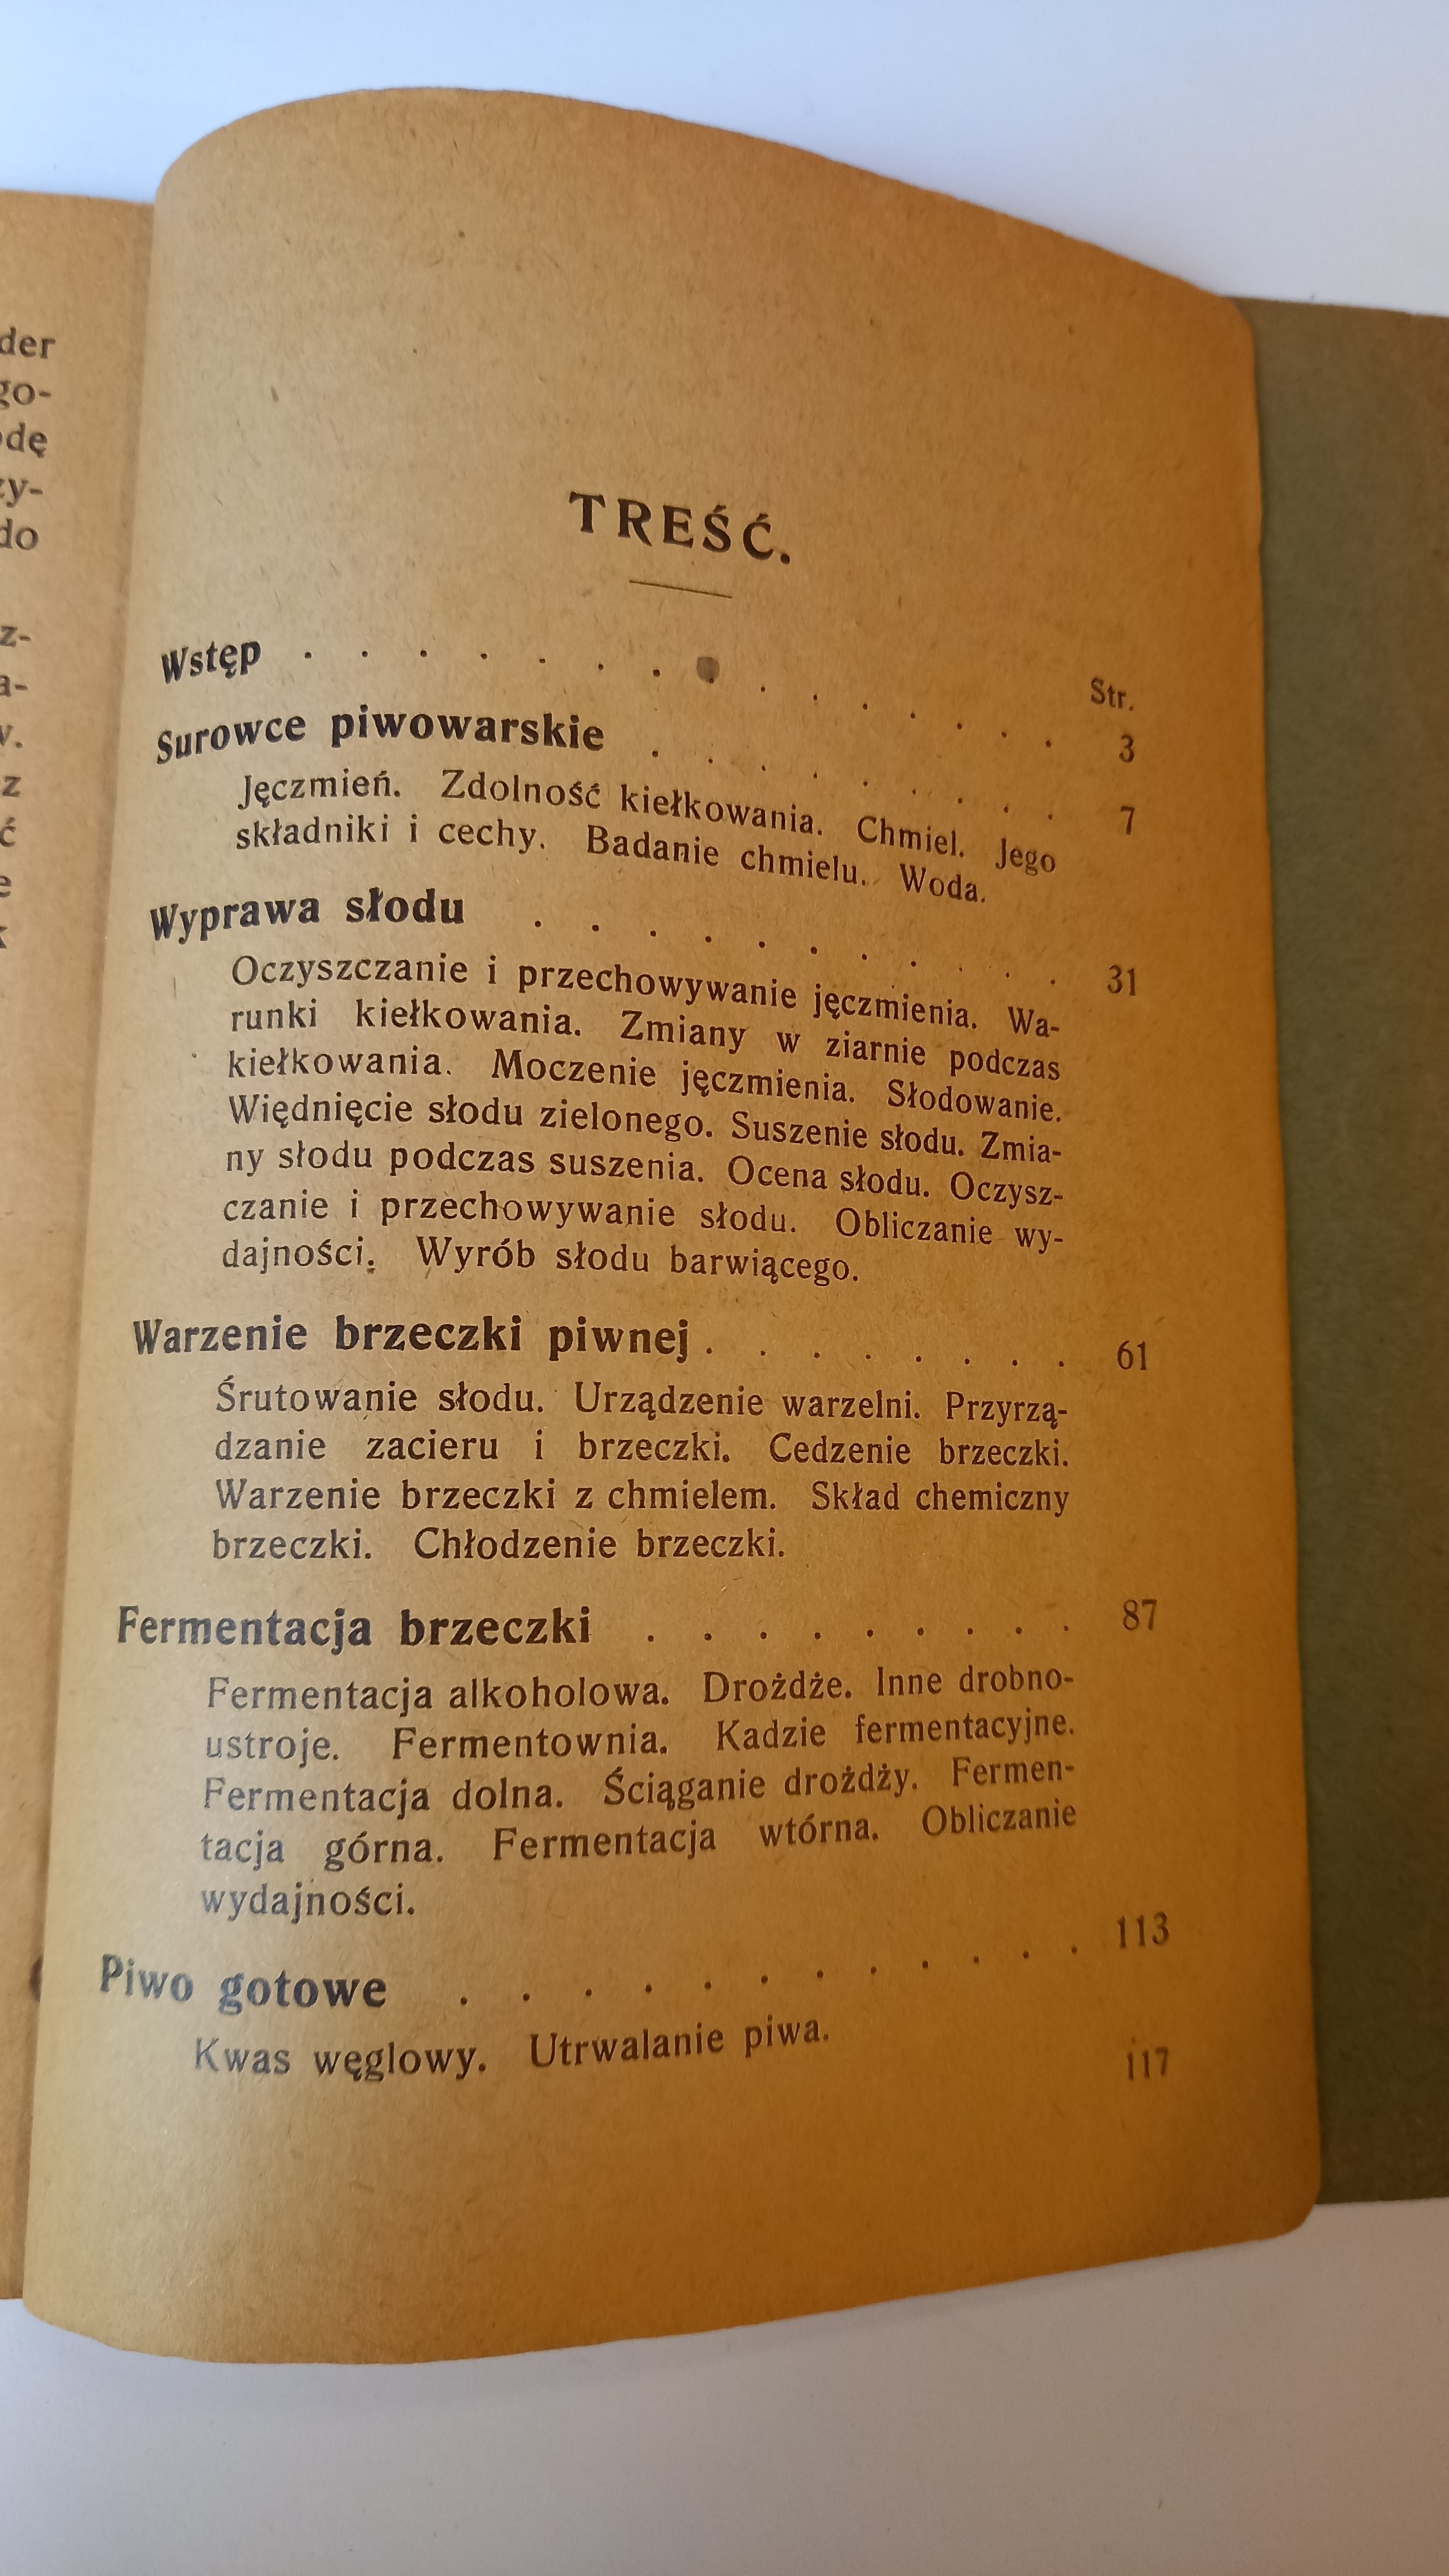 der
go-
dę
zy-
do
z-
a-
w.
z
ć
e
k
TREŚĆ.
Str.
Wstęp . . . . . . . . . . . . . . 3
Surowce piwowarskie . . . . . . . . 7
Jęczmień. Zdolność kiełkowania. Chmiel. Jego
składniki i cechy. Badanie chmielu. Woda.
Wyprawa słodu . . . . . . . . . . 31
Oczyszczanie i przechowywanie jęczmienia. Wa-
runki kiełkowania. Zmiany w ziarnie podczas
kiełkowania. Moczenie jęczmienia. Słodowanie.
Więdnięcie słodu zielonego. Suszenie słodu. Zmia-
ny słodu podczas suszenia. Ocena słodu. Oczysz-
czanie i przechowywanie słodu. Obliczanie wy-
dajności. Wyrób słodu barwiącego.
Warzenie brzeczki piwnej . . . . . . . . 61
Śrutowanie słodu. Urządzenie warzelni. Przyrzą-
dzanie zacieru i brzeczki. Cedzenie brzeczki.
Warzenie brzeczki z chmielem. Skład chemiczny
brzeczki. Chłodzenie brzeczki.
Fermentacja brzeczki . . . . . . . . . 87
Fermentacja alkoholowa. Drożdże. Inne drobno-
ustroje. Fermentownia. Kadzie fermentacyjne.
Fermentacja dolna. Ściąganie drożdży. Fermen-
tacja górna. Fermentacja wtórna. Obliczanie
wydajności.
Piwo gotowe . . . . . . . . . . . . 113
Kwas węglowy. Utrwalanie piwa.
117